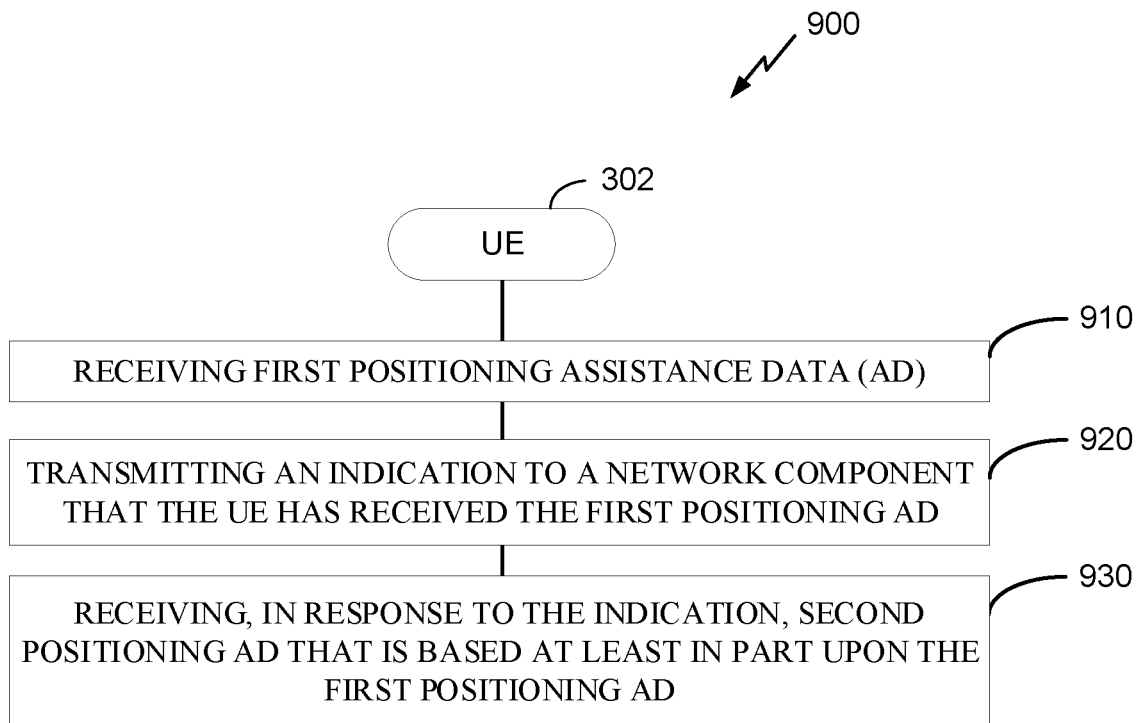 900
302
UE
910
RECEIVING FIRST POSITIONING ASSISTANCE DATA (AD)
920
TRANSMITTING AN INDICATION TO A NETWORK COMPONENT
THAT THE UE HAS RECEIVED THE FIRST POSITIONING AD
930
RECEIVING, IN RESPONSE TO THE INDICATION, SECOND
POSITIONING AD THAT IS BASED AT LEAST IN PART UPON THE
FIRST POSITIONING AD